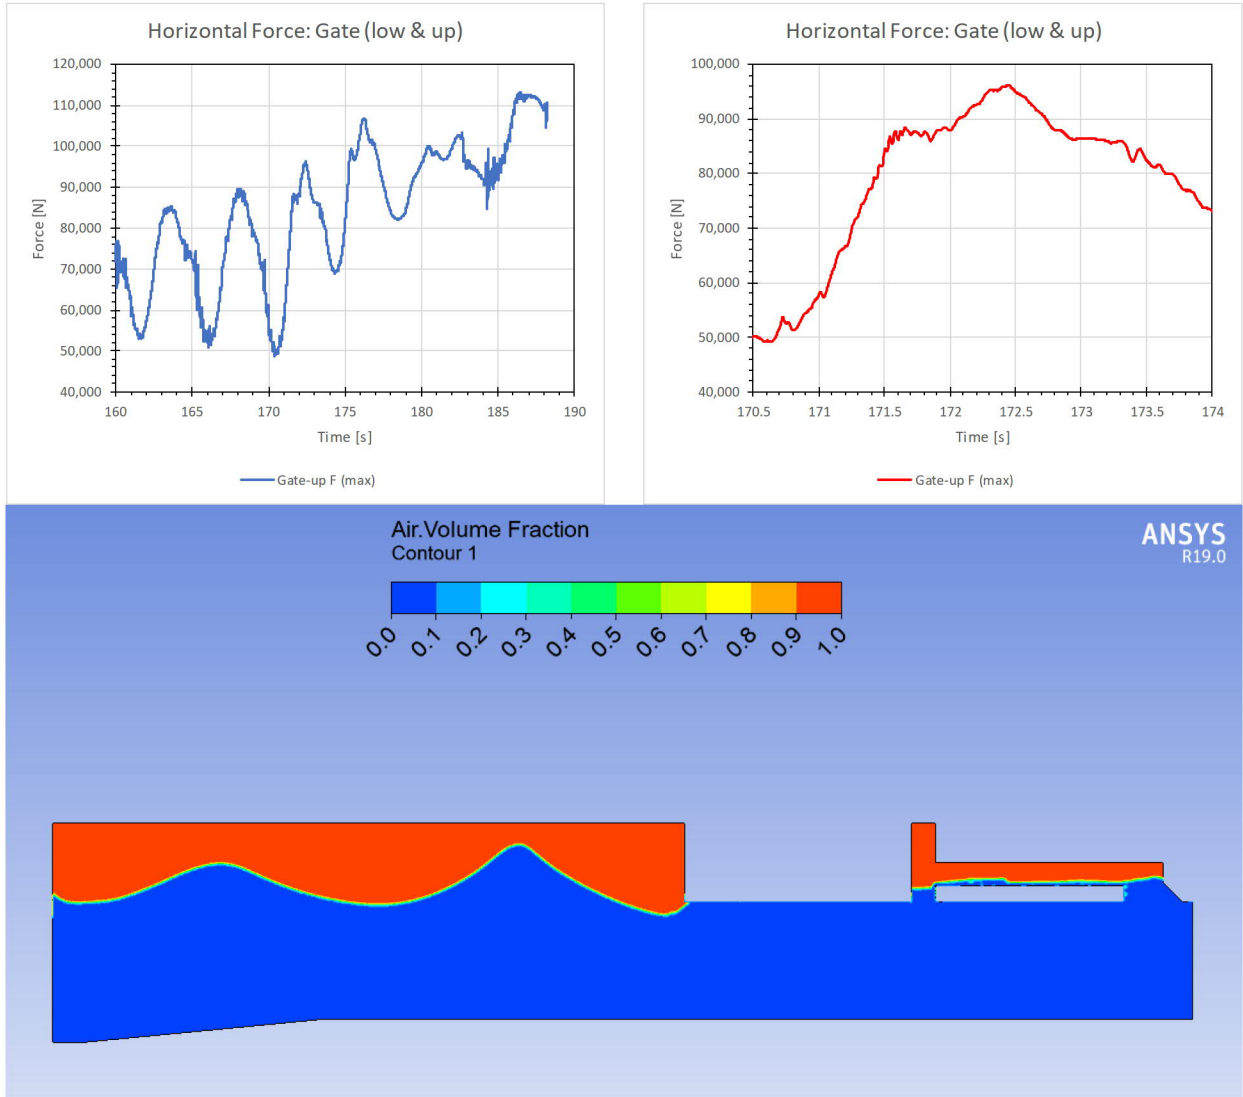 Horizontal Force: Gate (low & up)
120,000
110,000
100,000
90,000
80,000
70,000
60,000
50,000
40,000
Force [N]
160 165 170 175 180 185 190
Time [s]
Gate-up F (max)
Horizontal Force: Gate (low & up)
100,000
90,000
80,000
70,000
60,000
50,000
40,000
Force [N]
170.5 171 171.5 172 172.5 173 173.5 174
Time [s]
Gate-up F (max)
Air.Volume Fraction
Contour 1
0.0 0.1 0.2 0.3 0.4 0.5 0.6 0.7 0.8 0.9 1.0
ANSYS
R19.0